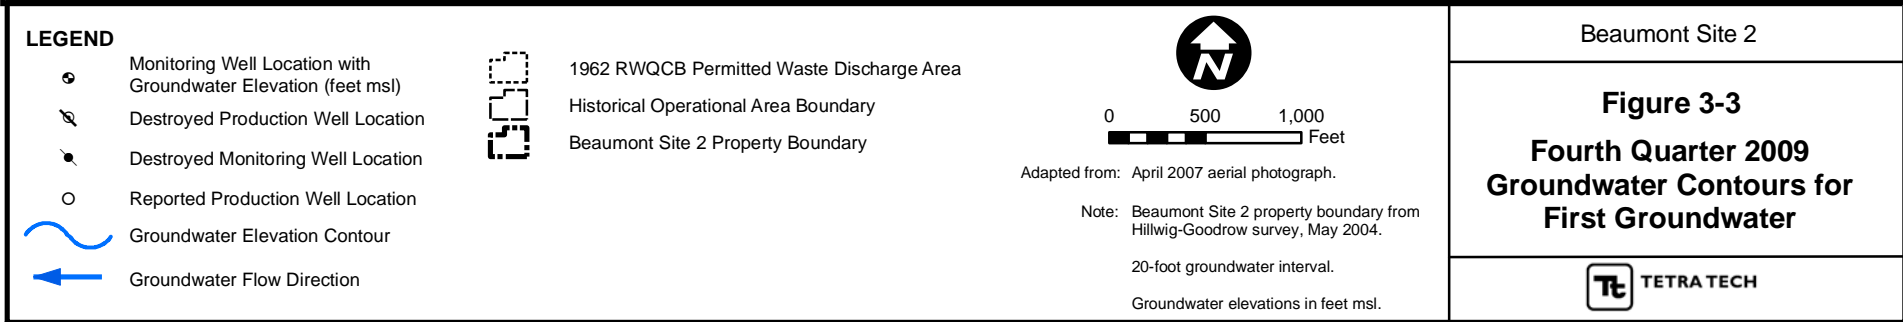 LEGEND
Monitoring Well Location with
Groundwater Elevation (feet msl)
Destroyed Production Well Location
Destroyed Monitoring Well Location
Reported Production Well Location
Groundwater Elevation Contour
Groundwater Flow Direction
1962 RWQCB Permitted Waste Discharge Area
Historical Operational Area Boundary
Beaumont Site 2 Property Boundary
N
0 500 1,000
Feet
Adapted from: April 2007 aerial photograph.
Note: Beaumont Site 2 property boundary from
Hillwig-Goodrow survey, May 2004.
20-foot groundwater interval.
Groundwater elevations in feet msl.
Beaumont Site 2
Figure 3-3
Fourth Quarter 2009
Groundwater Contours for
First Groundwater
Tt TETRA TECH